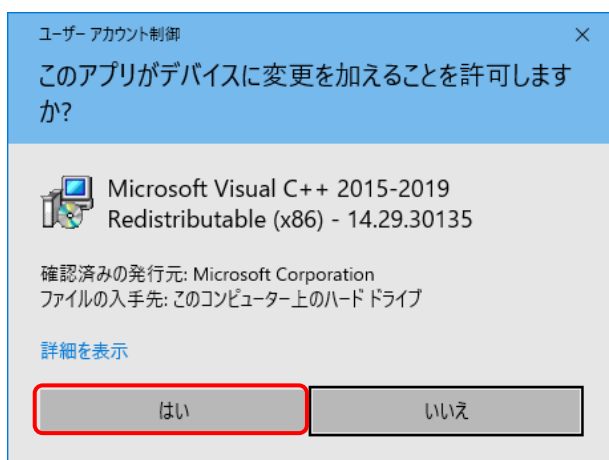 ユーザー アカウント制御
このアプリがデバイスに変更を加えることを許可します
か?
Microsoft Visual C++ 2015-2019
Redistributable (x86) - 14.29.30135
確認済みの発行元: Microsoft Corporation
ファイルの入手先: このコンピューター上のハード ドライブ
詳細を表示
はい
いいえ